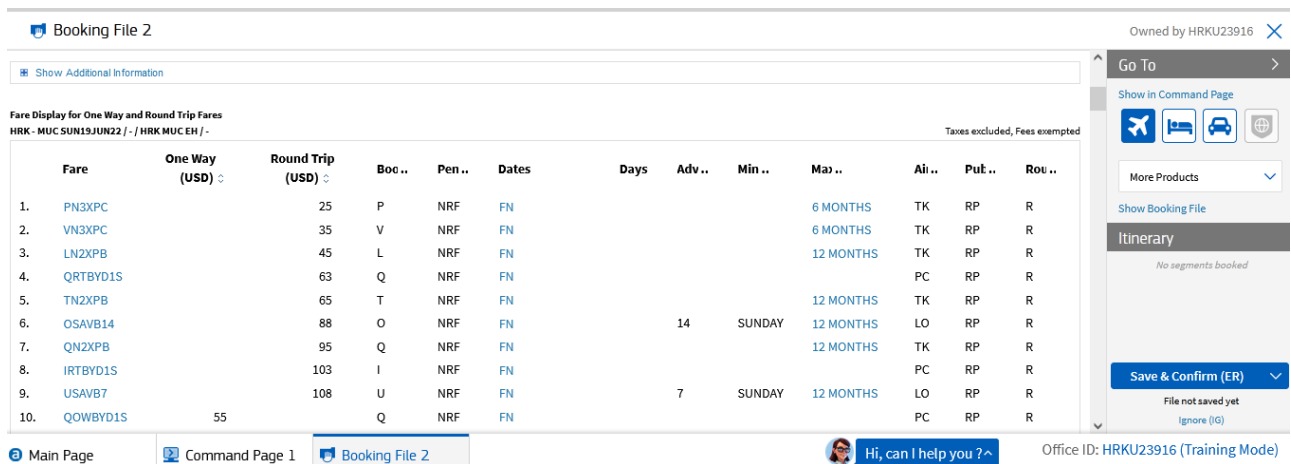 Booking File 2
Owned by HRKU23916
Show Additional Information
Fare Display for One Way and Round Trip Fares
HRK - MUC SUN19JUN22 / - / HRK MUC EH / -
Taxes excluded, Fees exempted
Fare One Way (USD) Round Trip (USD) Boo .. Pen .. Dates Days Adv .. Min .. Max .. Air .. Pub .. Rou ..
1. PN3XPC 25 P NRF FN 6 MONTHS TK RP R
2. VN3XPC 35 V NRF FN 6 MONTHS TK RP R
3. LN2XPB 45 L NRF FN 12 MONTHS TK RP R
4. QRTBYD1S 63 Q NRF FN PC RP R
5. TN2XPB 65 T NRF FN 12 MONTHS TK RP R
6. OSAVB14 88 O NRF FN 14 SUNDAY 12 MONTHS LO RP R
7. QN2XPB 95 Q NRF FN 12 MONTHS TK RP R
8. IRTBYD1S 103 I NRF FN PC RP R
9. USAVB7 108 U NRF FN 7 SUNDAY 12 MONTHS LO RP R
10. QOWBYD1S 55 Q NRF FN PC RP R
Go To
Show in Command Page
More Products
Show Booking File
Itinerary
No segments booked
Save & Confirm (ER)
File not saved yet
Ignore (IG)
Main Page
Command Page 1
Booking File 2
Hi, can I help you ?
Office ID: HRKU23916 (Training Mode)